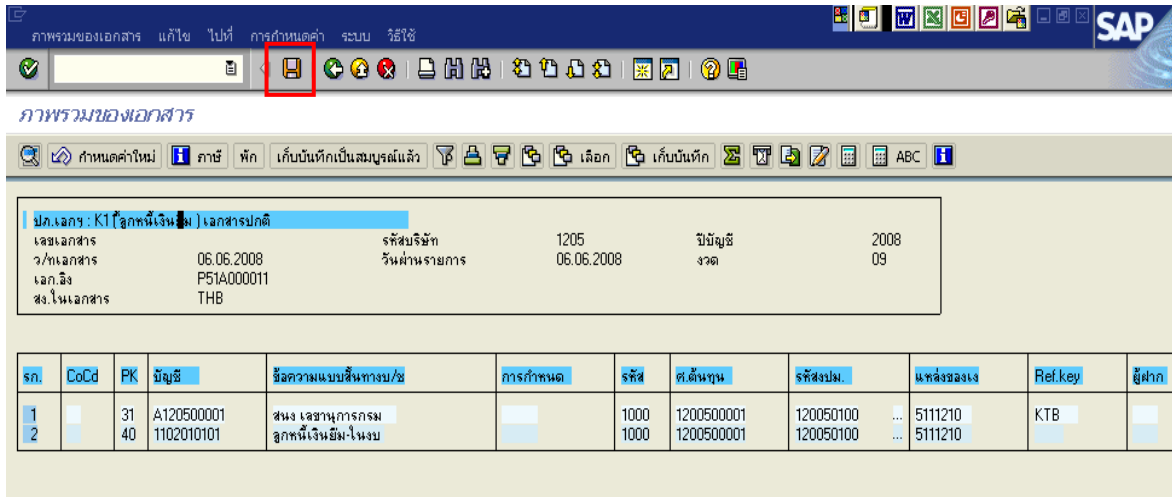 ภาพรวมของเอกสาร แก้ไข ไปที่ การกำหนดค่า ระบบ วิธีใช้
SAP
ภาพรวมของเอกสาร
กำหนดค่าใหม่ ภาษี พัก เก็บบันทึกเป็นสมบูรณ์แล้ว เลือก เก็บบันทึก ABC
ปภ.เอกฯ : K1 ( ลูกหนี้เงินยืม ) เอกสารปกติ
เลขเอกสาร รหัสบริษัท 1205 ปีบัญชี 2008
ว/ทเอกสาร 06.06.2008 วันผ่านรายการ 06.06.2008 งวด 09
เอก.อิง P51A000011
สง.ในเอกสาร THB
รก. CoCd PK บัญชี ข้อความแบบสั้นทางบ/ช การกำหนด รหัส ศ.ต้นทุน รหัสงปม. แหล่งของเง Ref.key ผู้ฝาก
1 31 A120500001 สนง เลขานุการกรม 1000 1200500001 120050100 ... 5111210 KTB
2 40 1102010101 ลูกหนี้เงินยืม-ในงบ 1000 1200500001 120050100 ... 5111210